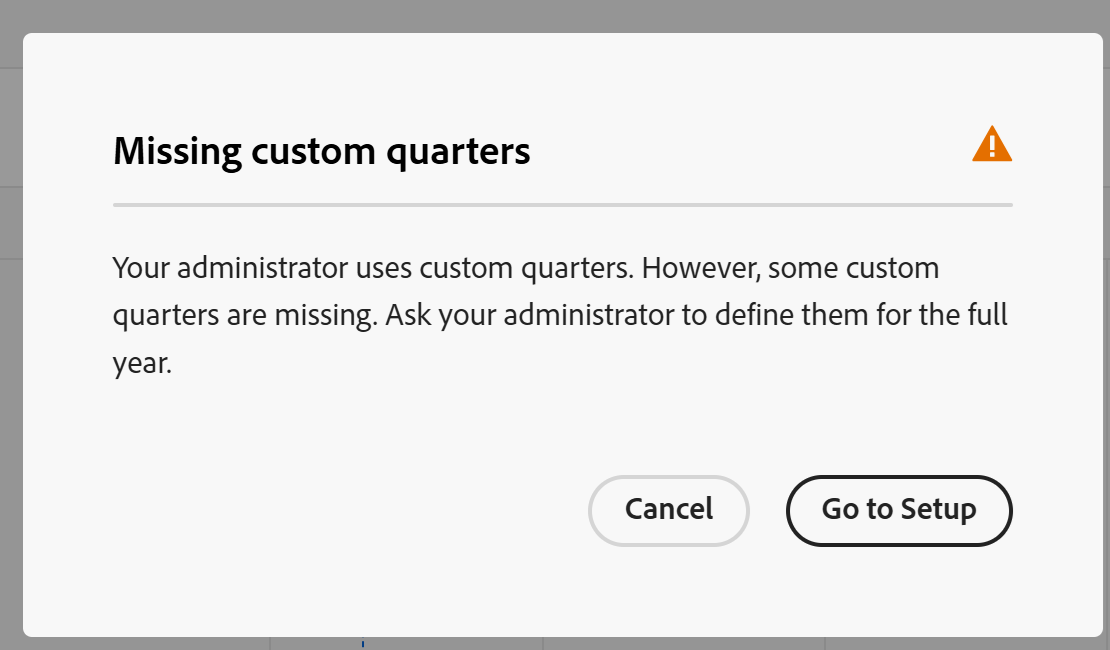 Missing custom quarters
Your administrator uses custom quarters. However, some custom
quarters are missing. Ask your administrator to define them for the full
year.
Cancel
Go to Setup